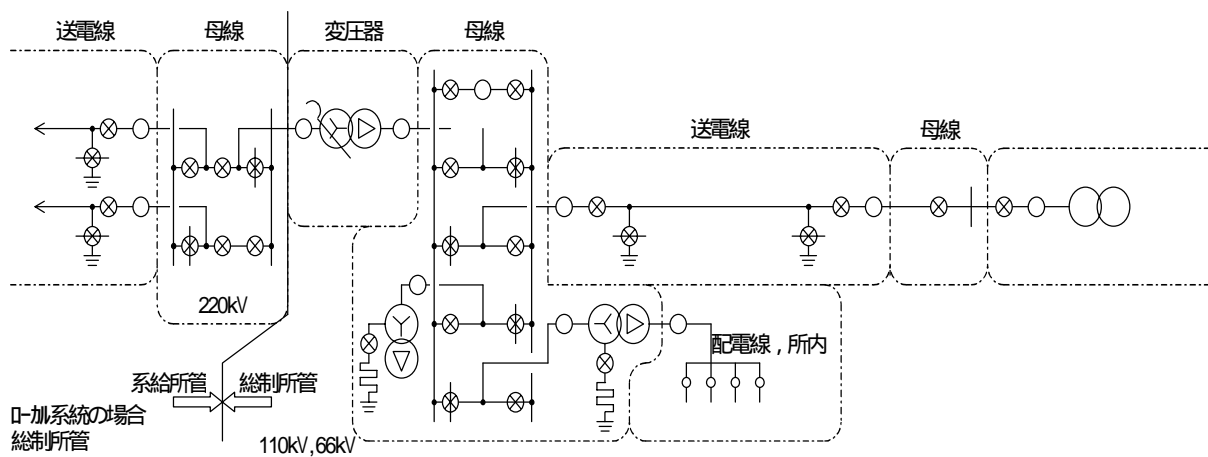 送電線
母線
変圧器
母線
送電線
母線
220kV
配電線，所内
系給所管
総制所管
ローカル系統の場合
総制所管
110kV,66kV